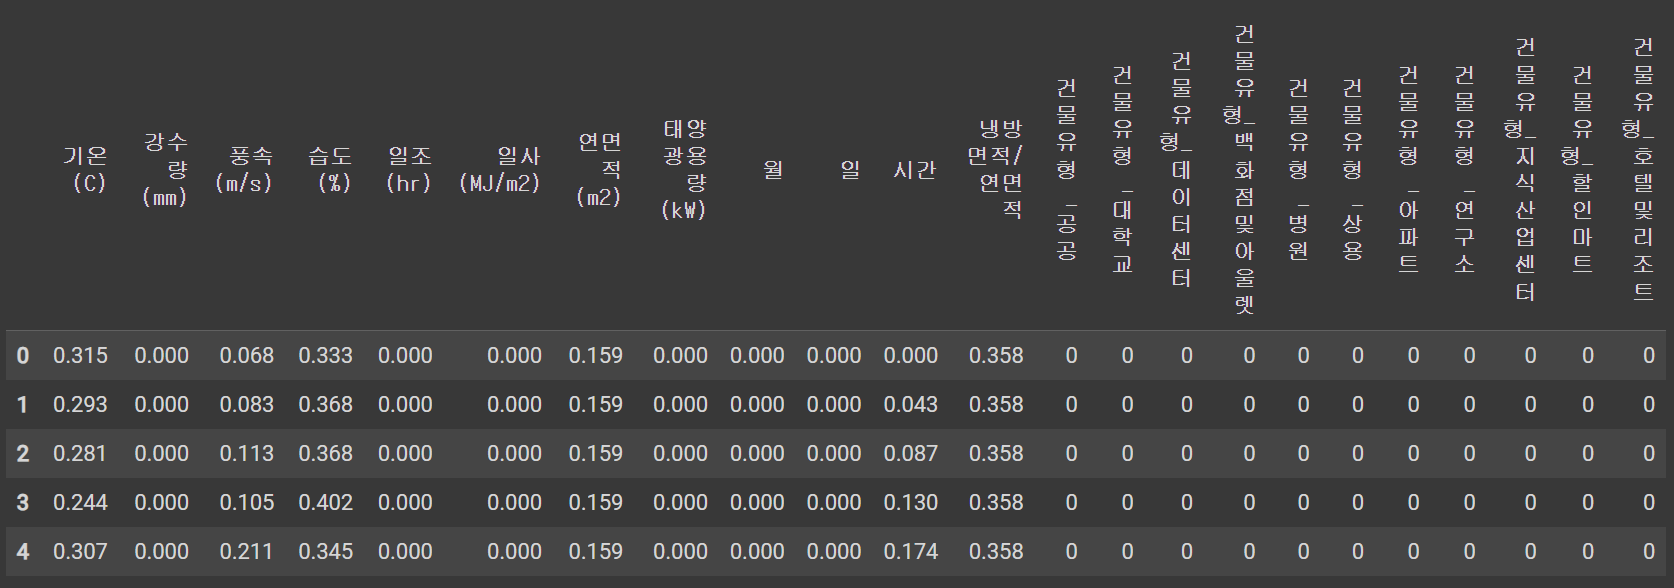 기온
(C)
강수
량
(mm)
풍속
(m/s)
습도
(%)
일조
(hr)
일사
(MJ/m2)
연면
적
(m2)
태양
광용
량
(kW)
월
일
시간
냉방
면적/
연면
적
건물유형_공공
건물유형_대학교
건물유형_데이터센터
건물유형_백화점및아울렛
건물유형_병원
건물유형_상용
건물유형_아파트
건물유형_연구소
건물유형_지식산업센터
건물유형_할인마트
건물유형_호텔및리조트
0 0.315 0.000 0.068 0.333 0.000 0.000 0.159 0.000 0.000 0.000 0.000 0.358 0 0 0 0 0 0 0 0 0 0 0
1 0.293 0.000 0.083 0.368 0.000 0.000 0.159 0.000 0.000 0.000 0.043 0.358 0 0 0 0 0 0 0 0 0 0 0
2 0.281 0.000 0.113 0.368 0.000 0.000 0.159 0.000 0.000 0.000 0.087 0.358 0 0 0 0 0 0 0 0 0 0 0
3 0.244 0.000 0.105 0.402 0.000 0.000 0.159 0.000 0.000 0.000 0.130 0.358 0 0 0 0 0 0 0 0 0 0 0
4 0.307 0.000 0.211 0.345 0.000 0.000 0.159 0.000 0.000 0.000 0.174 0.358 0 0 0 0 0 0 0 0 0 0 0